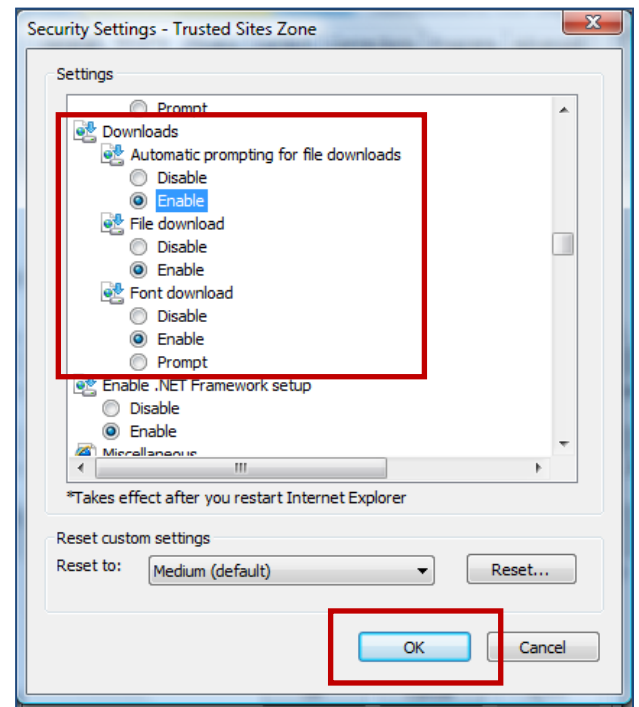 Security Settings - Trusted Sites Zone
Settings
Prompt
Downloads
Automatic prompting for file downloads
Disable
Enable
File download
Disable
Enable
Font download
Disable
Enable
Prompt
Enable .NET Framework setup
Disable
Enable
Miscellaneous
*Takes effect after you restart Internet Explorer
Reset custom settings
Reset to: Medium (default) Reset...
OK Cancel